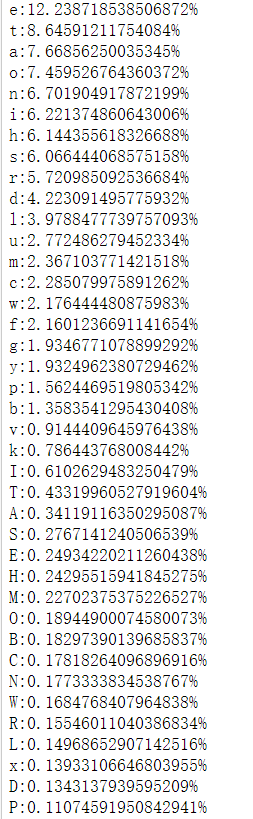 e:12.238718538506872%
t:8.64591211754084%
a:7.66856250035345%
o:7.459526764360372%
n:6.701904917872199%
i:6.221374860643006%
h:6.144355618326688%
s:6.066444068575158%
r:5.720985092536684%
d:4.223091495775932%
l:3.9788477739757093%
u:2.772486279452334%
m:2.367103771421518%
c:2.285079975891262%
w:2.176444480875983%
f:2.1601236691141654%
g:1.9346771078899292%
y:1.9324962380729462%
p:1.5624469519805342%
b:1.3583541295430408%
v:0.9144409645976438%
k:0.786443768008442%
I:0.6102629483250479%
T:0.43319960527919604%
A:0.34119116350295087%
S:0.2767141240506539%
E:0.24934220211260438%
H:0.24295515941845275%
M:0.22702375375226527%
O:0.18944900074580073%
B:0.18297390139685837%
C:0.17818264096896916%
N:0.1773333834538767%
W:0.1684768407964838%
R:0.15546011040386834%
L:0.14968652907142516%
x:0.13933106646803955%
D:0.1343137939595209%
P:0.11074591950842941%